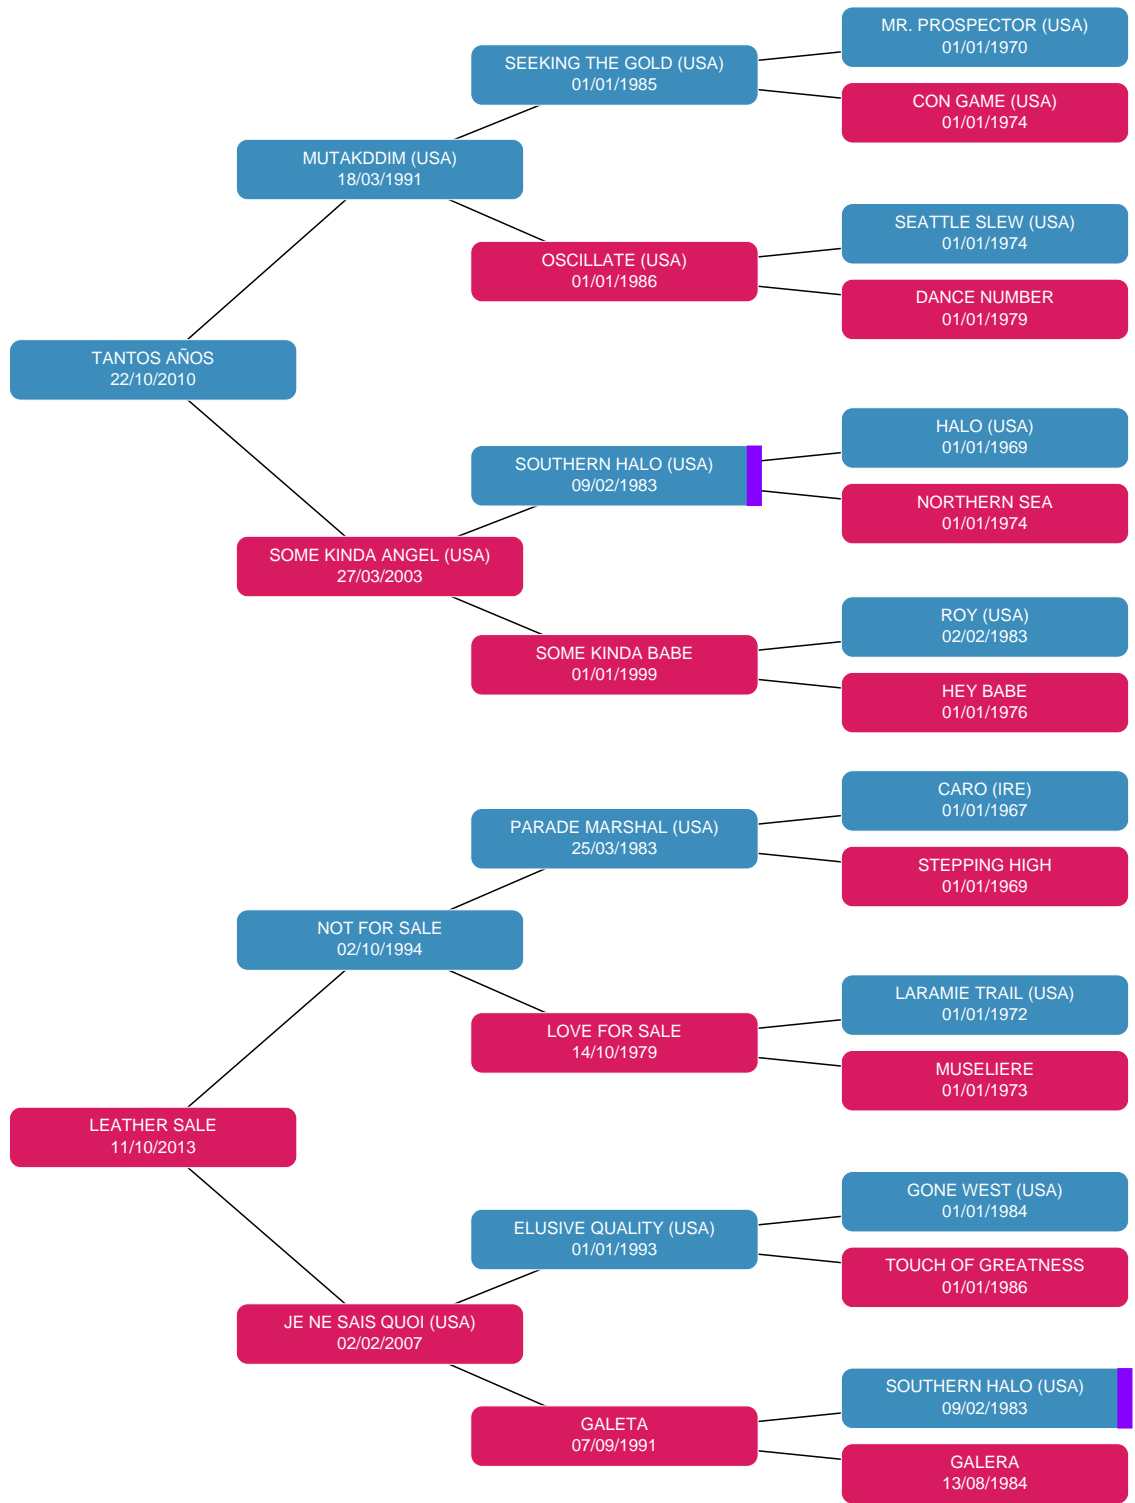 MR. PROSPECTOR (USA)
01/01/1970
SEEKING THE GOLD (USA)
01/01/1985
CON GAME (USA)
01/01/1974
MUTAKDDIM (USA)
18/03/1991
SEATTLE SLEW (USA)
01/01/1974
OSCILLATE (USA)
01/01/1986
DANCE NUMBER
01/01/1979
TANTOS AÑOS
22/10/2010
HALO (USA)
01/01/1969
SOUTHERN HALO (USA)
09/02/1983
NORTHERN SEA
01/01/1974
SOME KINDA ANGEL (USA)
27/03/2003
ROY (USA)
02/02/1983
SOME KINDA BABE
01/01/1999
HEY BABE
01/01/1976
CARO (IRE)
01/01/1967
PARADE MARSHAL (USA)
25/03/1983
STEPPING HIGH
01/01/1969
NOT FOR SALE
02/10/1994
LARAMIE TRAIL (USA)
01/01/1972
LOVE FOR SALE
14/10/1979
MUSELIERE
01/01/1973
LEATHER SALE
11/10/2013
GONE WEST (USA)
01/01/1984
ELUSIVE QUALITY (USA)
01/01/1993
TOUCH OF GREATNESS
01/01/1986
JE NE SAIS QUOI (USA)
02/02/2007
SOUTHERN HALO (USA)
09/02/1983
GALETA
07/09/1991
GALERA
13/08/1984